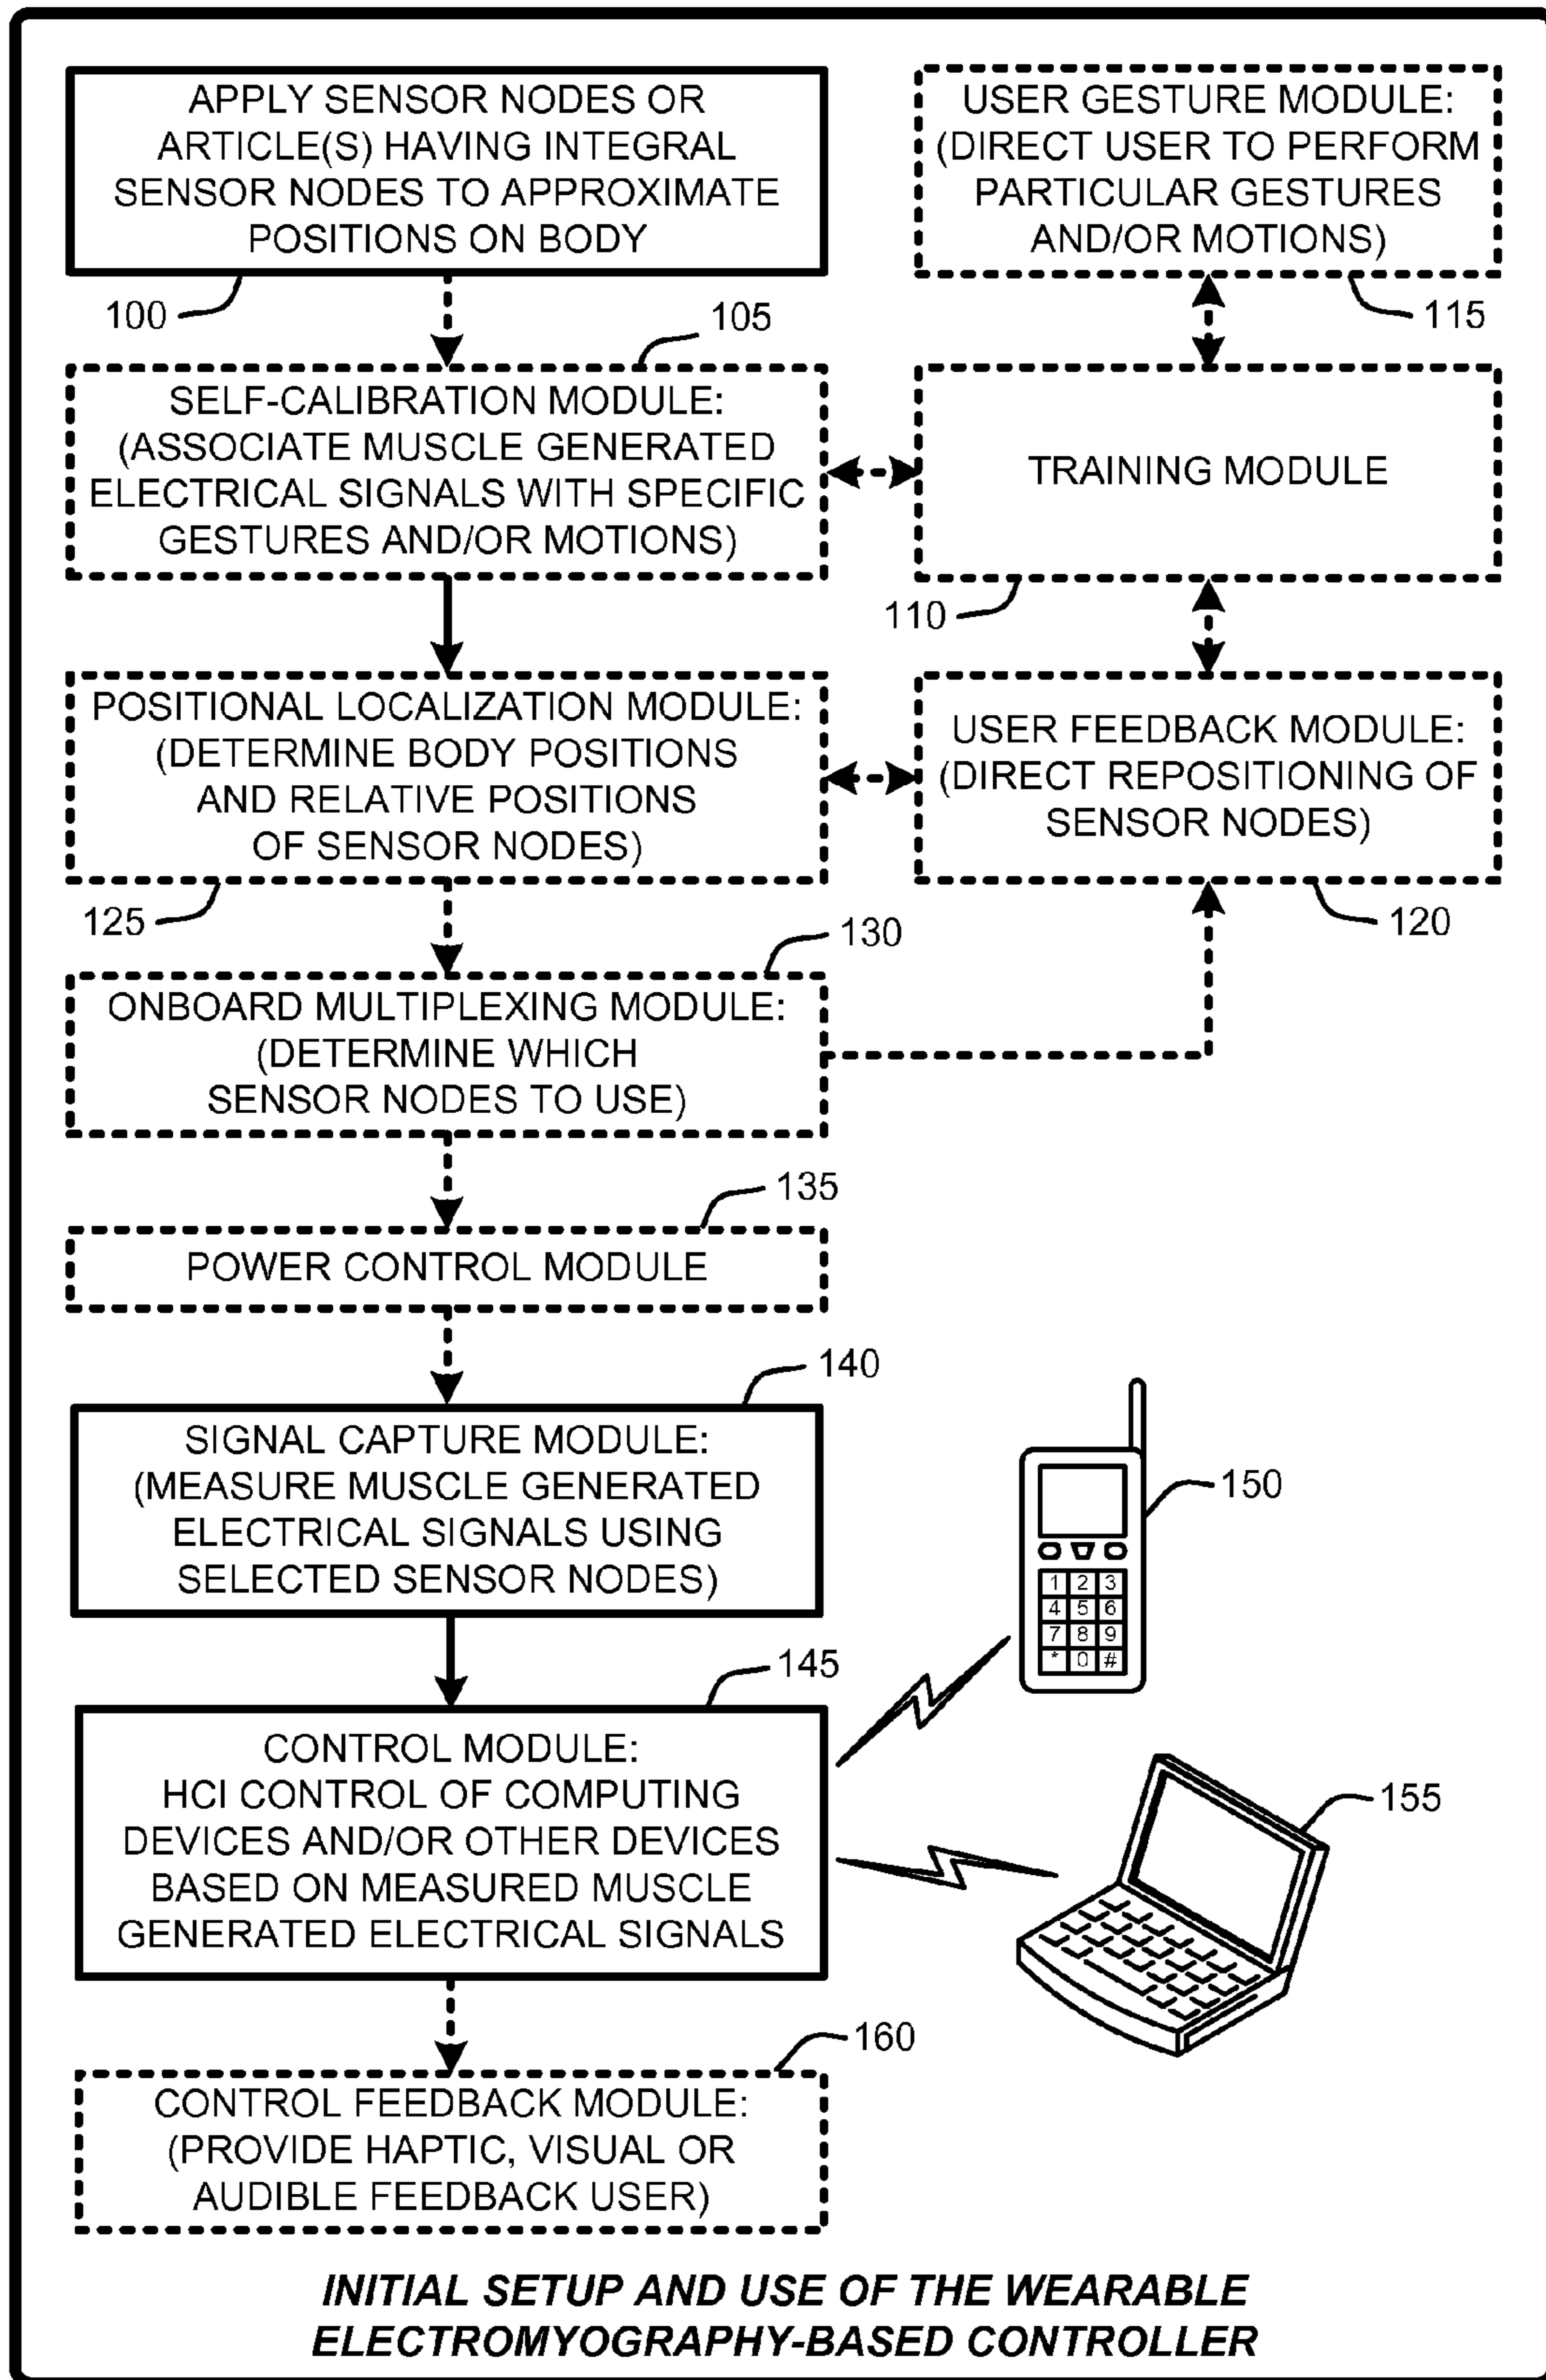 APPLY SENSOR NODES OR
ARTICLE(S) HAVING INTEGRAL
SENSOR NODES TO APPROXIMATE
POSITIONS ON BODY
100
USER GESTURE MODULE:
(DIRECT USER TO PERFORM
PARTICULAR GESTURES
AND/OR MOTIONS)
115
105
SELF-CALIBRATION MODULE:
(ASSOCIATE MUSCLE GENERATED
ELECTRICAL SIGNALS WITH SPECIFIC
GESTURES AND/OR MOTIONS)
TRAINING MODULE
110
POSITIONAL LOCALIZATION MODULE:
(DETERMINE BODY POSITIONS
AND RELATIVE POSITIONS
OF SENSOR NODES)
125
USER FEEDBACK MODULE:
(DIRECT REPOSITIONING OF
SENSOR NODES)
120
130
ONBOARD MULTIPLEXING MODULE:
(DETERMINE WHICH
SENSOR NODES TO USE)
135
POWER CONTROL MODULE
140
SIGNAL CAPTURE MODULE:
(MEASURE MUSCLE GENERATED
ELECTRICAL SIGNALS USING
SELECTED SENSOR NODES)
150
1 2 3
4 5 6
7 8 9
* 0 #
145
CONTROL MODULE:
HCI CONTROL OF COMPUTING
DEVICES AND/OR OTHER DEVICES
BASED ON MEASURED MUSCLE
GENERATED ELECTRICAL SIGNALS
155
160
CONTROL FEEDBACK MODULE:
(PROVIDE HAPTIC, VISUAL OR
AUDIBLE FEEDBACK USER)
INITIAL SETUP AND USE OF THE WEARABLE
ELECTROMYOGRAPHY-BASED CONTROLLER